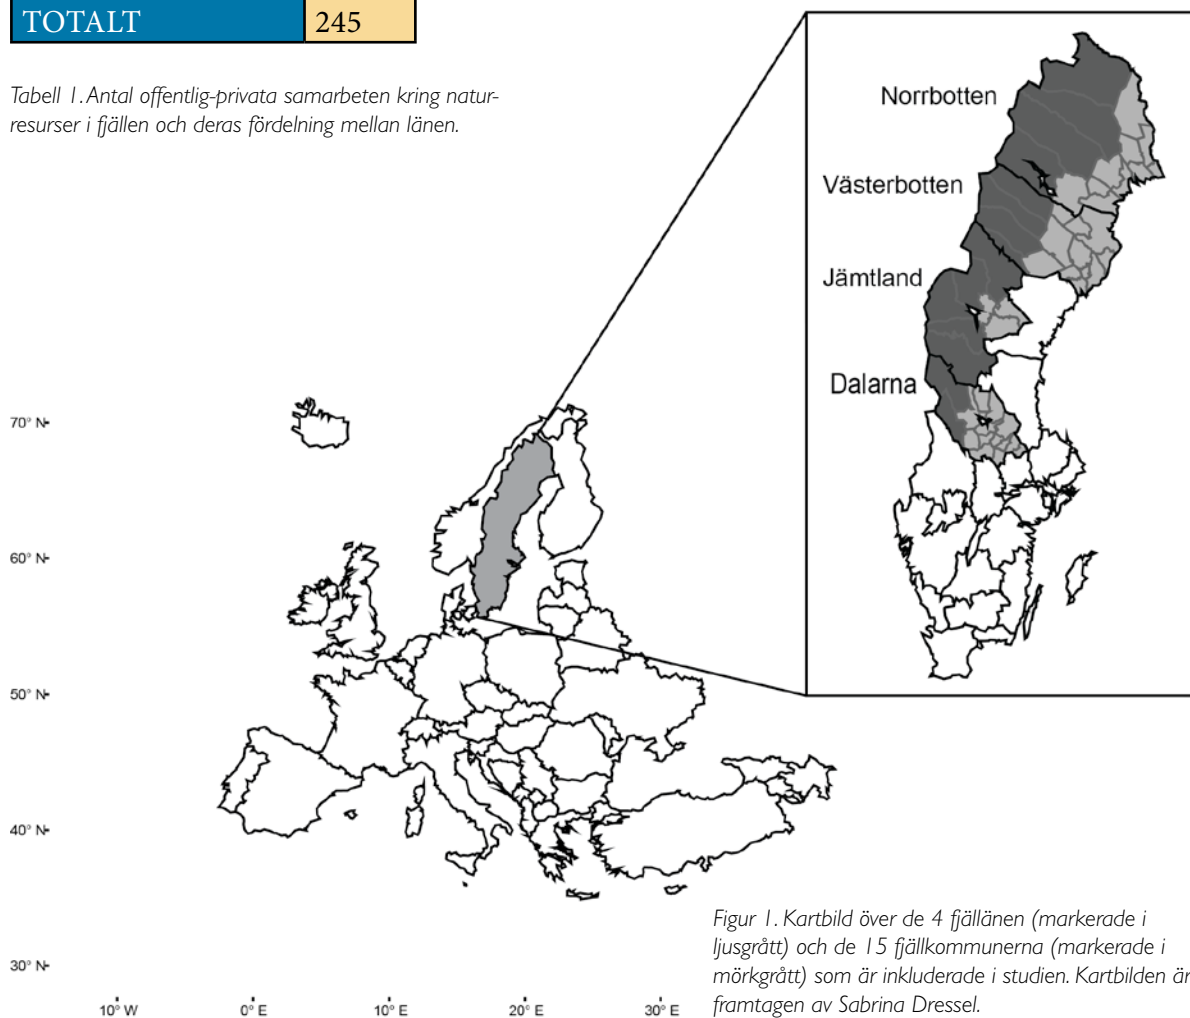 TOTALT 245
Tabell 1. Antal offentlig-privata samarbeten kring natur-
resurser i fjällen och deras fördelning mellan länen.
Norrbotten
Västerbotten
Jämtland
Dalarna
70° N
60° N
50° N
40° N
30° N
10° W 0° E 10° E 20° E 30° E
Figur 1. Kartbild över de 4 fjällänen (markerade i
ljusgrått) och de 15 fjällkommunerna (markerade i
mörkgrått) som är inkluderade i studien. Kartbilden är
framtagen av Sabrina Dressel.